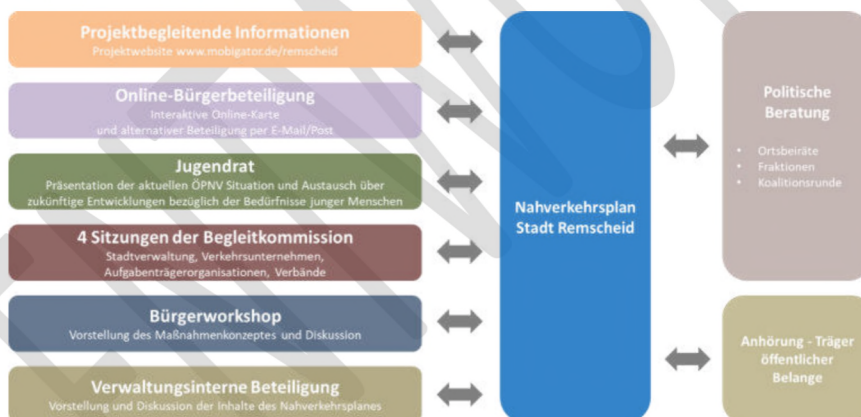 Projektbegleitende Informationen
Projektwebsite www.mobigator.de/remscheid
Online-Bürgerbeteiligung
Interaktive Online-Karte
und alternativer Beteiligung per E-Mail/Post
Jugendrat
Präsentation der aktuellen ÖPNV Situation und Austausch über
zukünftige Entwicklungen bezüglich der Bedürfnisse junger Menschen
4 Sitzungen der Begleitkommission
Stadtverwaltung, Verkehrsunternehmen,
Aufgabenträgerorganisationen, Verbände
Bürgerworkshop
Vorstellung des Maßnahmenkonzeptes und Diskussion
Verwaltungsinterne Beteiligung
Vorstellung und Diskussion der Inhalte des Nahverkehrsplanes
Nahverkehrsplan
Stadt Remscheid
Politische
Beratung
• Ortsbeiräte
• Fraktionen
• Koalitionsrunde
Anhörung - Träger
öffentlicher
Belange